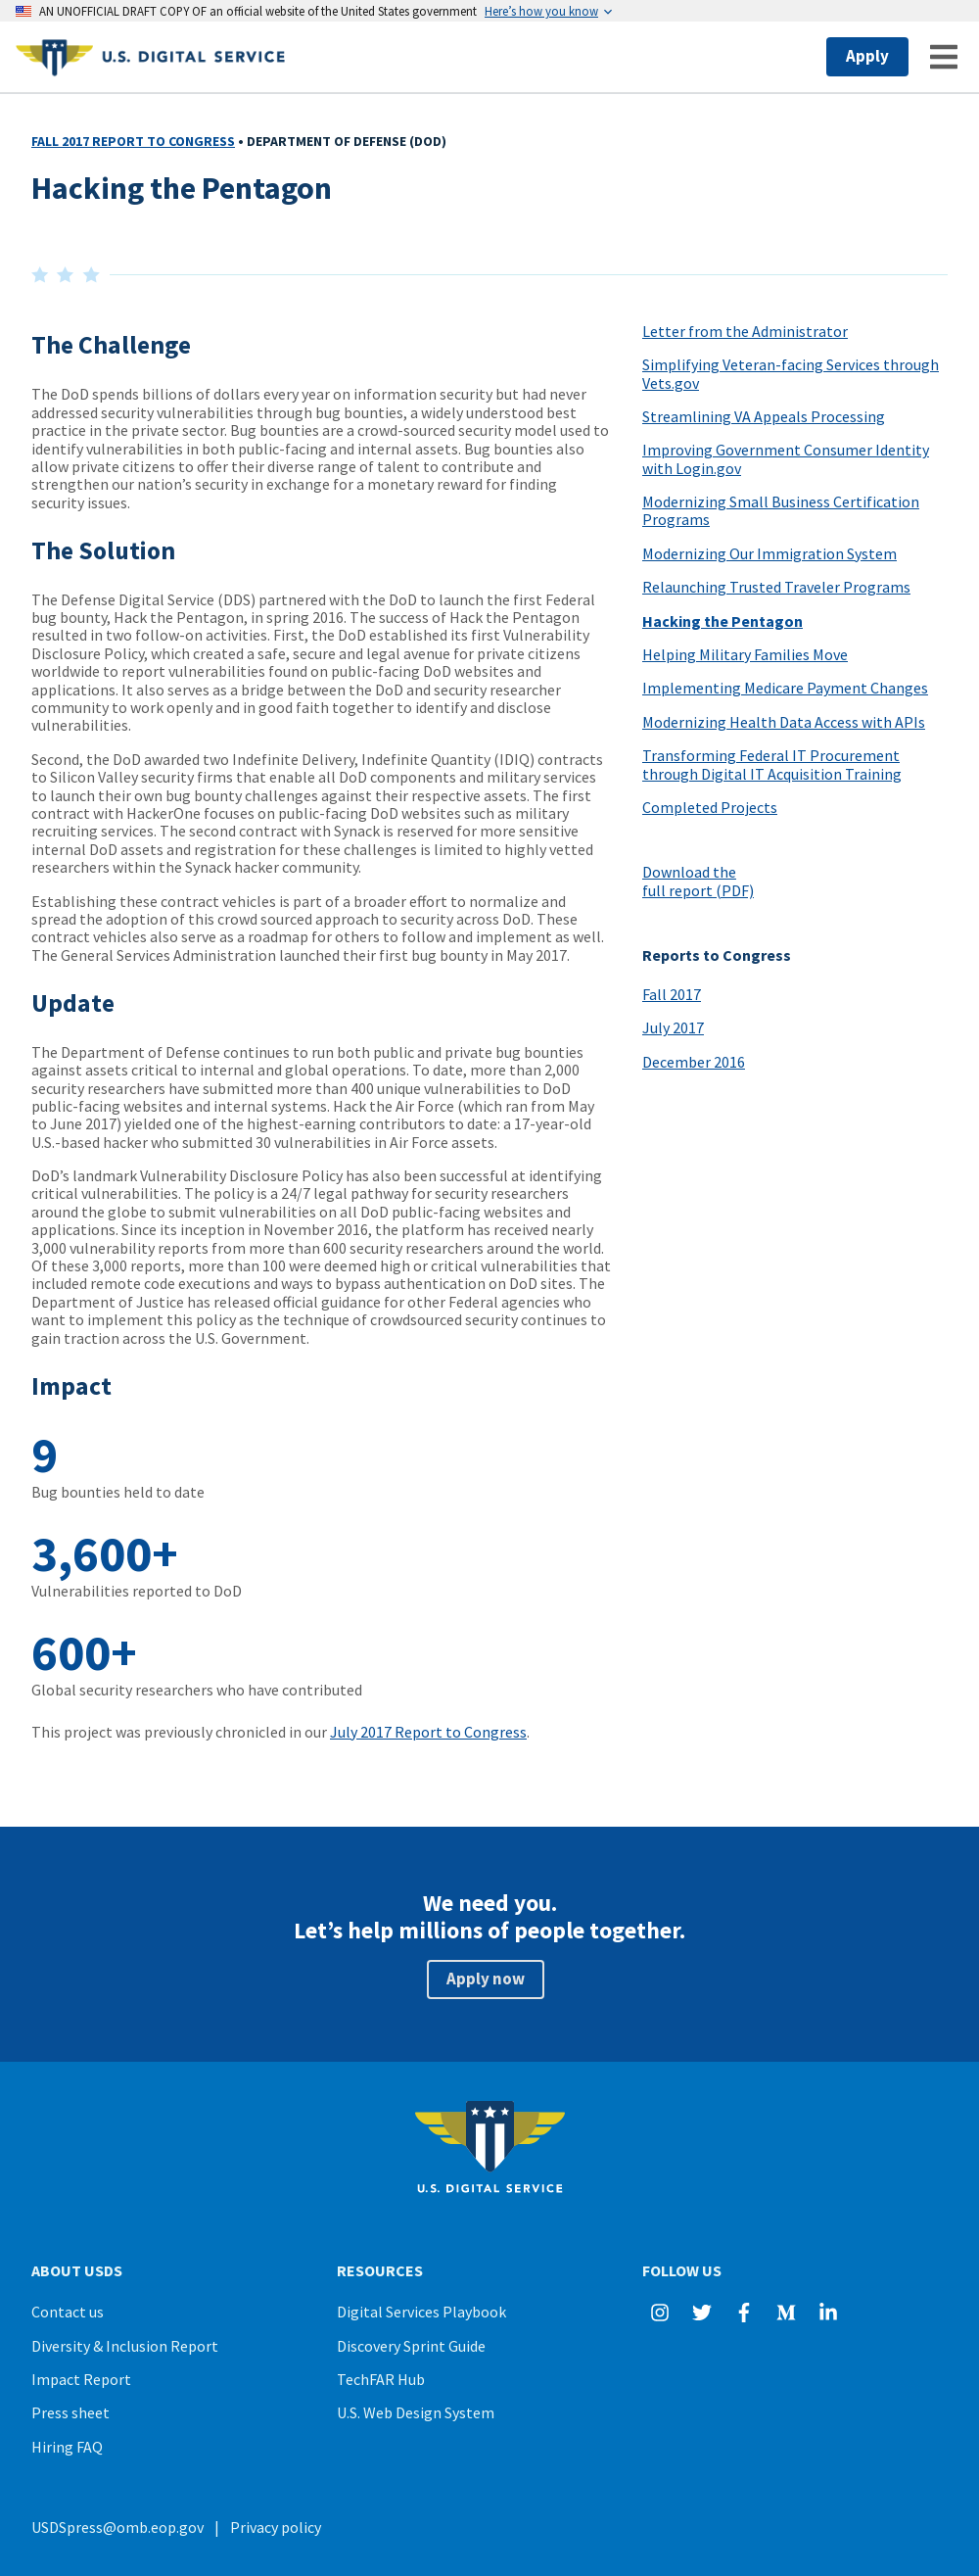 AN UNOFFICIAL DRAFT COPY OF an official website of the United States government Here’s how you know
U.S. DIGITAL SERVICE
Apply
FALL 2017 REPORT TO CONGRESS • DEPARTMENT OF DEFENSE (DOD)
Hacking the Pentagon
The Challenge
The DoD spends billions of dollars every year on information security but had never
addressed security vulnerabilities through bug bounties, a widely understood best
practice in the private sector. Bug bounties are a crowd-sourced security model used to
identify vulnerabilities in both public-facing and internal assets. Bug bounties also
allow private citizens to offer their diverse range of talent to contribute and
strengthen our nation’s security in exchange for a monetary reward for finding
security issues.
The Solution
The Defense Digital Service (DDS) partnered with the DoD to launch the first Federal
bug bounty, Hack the Pentagon, in spring 2016. The success of Hack the Pentagon
resulted in two follow-on activities. First, the DoD established its first Vulnerability
Disclosure Policy, which created a safe, secure and legal avenue for private citizens
worldwide to report vulnerabilities found on public-facing DoD websites and
applications. It also serves as a bridge between the DoD and security researcher
community to work openly and in good faith together to identify and disclose
vulnerabilities.
Second, the DoD awarded two Indefinite Delivery, Indefinite Quantity (IDIQ) contracts
to Silicon Valley security firms that enable all DoD components and military services
to launch their own bug bounty challenges against their respective assets. The first
contract with HackerOne focuses on public-facing DoD websites such as military
recruiting services. The second contract with Synack is reserved for more sensitive
internal DoD assets and registration for these challenges is limited to highly vetted
researchers within the Synack hacker community.
Establishing these contract vehicles is part of a broader effort to normalize and
spread the adoption of this crowd sourced approach to security across DoD. These
contract vehicles also serve as a roadmap for others to follow and implement as well.
The General Services Administration launched their first bug bounty in May 2017.
Update
The Department of Defense continues to run both public and private bug bounties
against assets critical to internal and global operations. To date, more than 2,000
security researchers have submitted more than 400 unique vulnerabilities to DoD
public-facing websites and internal systems. Hack the Air Force (which ran from May
to June 2017) yielded one of the highest-earning contributors to date: a 17-year-old
U.S.-based hacker who submitted 30 vulnerabilities in Air Force assets.
DoD’s landmark Vulnerability Disclosure Policy has also been successful at identifying
critical vulnerabilities. The policy is a 24/7 legal pathway for security researchers
around the globe to submit vulnerabilities on all DoD public-facing websites and
applications. Since its inception in November 2016, the platform has received nearly
3,000 vulnerability reports from more than 600 security researchers around the world.
Of these 3,000 reports, more than 100 were deemed high or critical vulnerabilities that
included remote code executions and ways to bypass authentication on DoD sites. The
Department of Justice has released official guidance for other Federal agencies who
want to implement this policy as the technique of crowdsourced security continues to
gain traction across the U.S. Government.
Impact
9
Bug bounties held to date
3,600+
Vulnerabilities reported to DoD
600+
Global security researchers who have contributed
This project was previously chronicled in our July 2017 Report to Congress.
Letter from the Administrator
Simplifying Veteran-facing Services through
Vets.gov
Streamlining VA Appeals Processing
Improving Government Consumer Identity
with Login.gov
Modernizing Small Business Certification
Programs
Modernizing Our Immigration System
Relaunching Trusted Traveler Programs
Hacking the Pentagon
Helping Military Families Move
Implementing Medicare Payment Changes
Modernizing Health Data Access with APIs
Transforming Federal IT Procurement
through Digital IT Acquisition Training
Completed Projects
Download the
full report (PDF)
Reports to Congress
Fall 2017
July 2017
December 2016
We need you.
Let’s help millions of people together.
Apply now
U.S. DIGITAL SERVICE
ABOUT USDS
Contact us
Diversity & Inclusion Report
Impact Report
Press sheet
Hiring FAQ
RESOURCES
Digital Services Playbook
Discovery Sprint Guide
TechFAR Hub
U.S. Web Design System
FOLLOW US
USDSpress@omb.eop.gov | Privacy policy